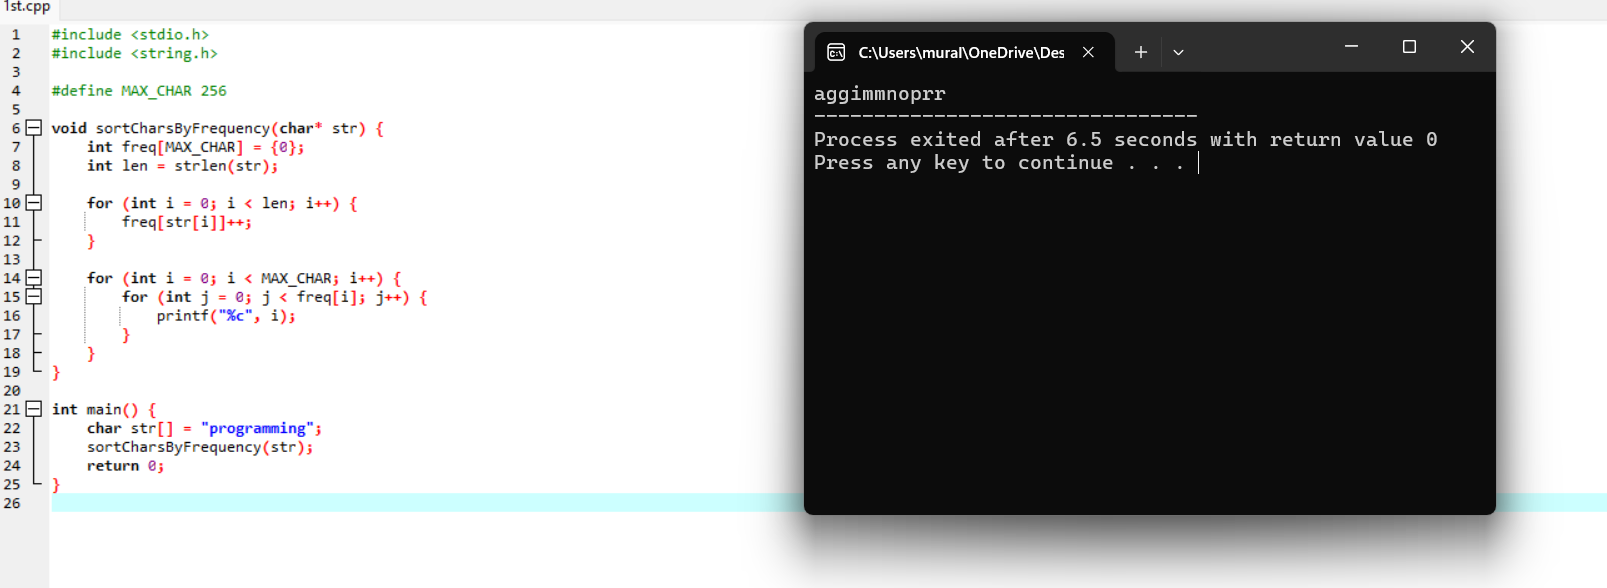 1st.cpp
1 #include <stdio.h>
2 #include <string.h>
3
4 #define MAX_CHAR 256
5
6 void sortCharsByFrequency(char* str) {
7     int freq[MAX_CHAR] = {0};
8     int len = strlen(str);
9
10     for (int i = 0; i < len; i++) {
11         freq[str[i]]++;
12     }
13
14     for (int i = 0; i < MAX_CHAR; i++) {
15         for (int j = 0; j < freq[i]; j++) {
16             printf("%c", i);
17         }
18     }
19 }
20
21 int main() {
22     char str[] = "programming";
23     sortCharsByFrequency(str);
24     return 0;
25 }
26
C:\Users\mural\OneDrive\Des
aggimmnoprr
--------------------------------
Process exited after 6.5 seconds with return value 0
Press any key to continue . . .